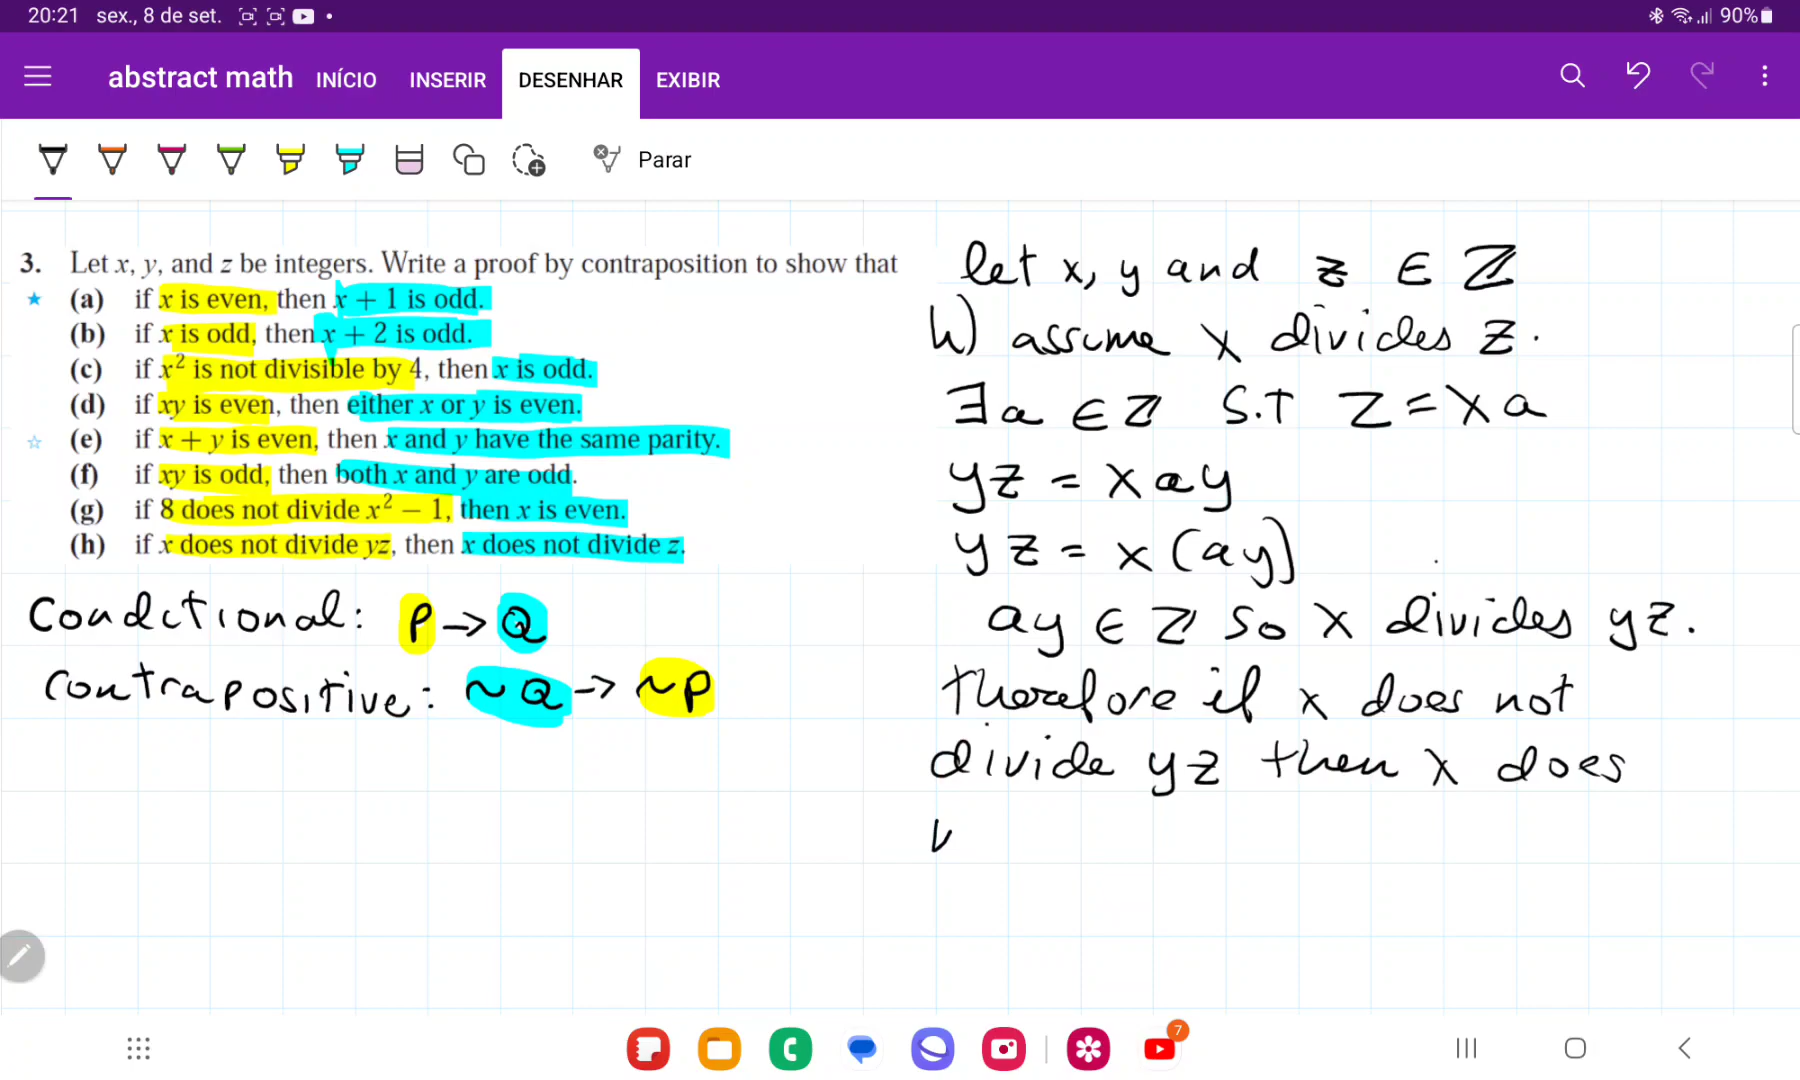 20:21 sex., 8 de set.
90%
abstract math INÍCIO INSERIR DESENHAR EXIBIR
Parar
3. Let x, y, and z be integers. Write a proof by contraposition to show that
★ (a) if x is even, then x + 1 is odd.
(b) if x is odd, then x + 2 is odd.
(c) if x² is not divisible by 4, then x is odd.
(d) if xy is even, then either x or y is even.
☆ (e) if x + y is even, then x and y have the same parity.
(f) if xy is odd, then both x and y are odd.
(g) if 8 does not divide x² − 1, then x is even.
(h) if x does not divide yz, then x does not divide z.
Conditional: P → Q
contrapositive: ~Q → ~P
let x, y and z ∈ ℤ
h) assume x divides z.
∃a ∈ ℤ S.T z = xa
yz = xay
yz = x(ay)
ay ∈ ℤ so x divides yz.
therefore if x does not
divide yz then x does
7